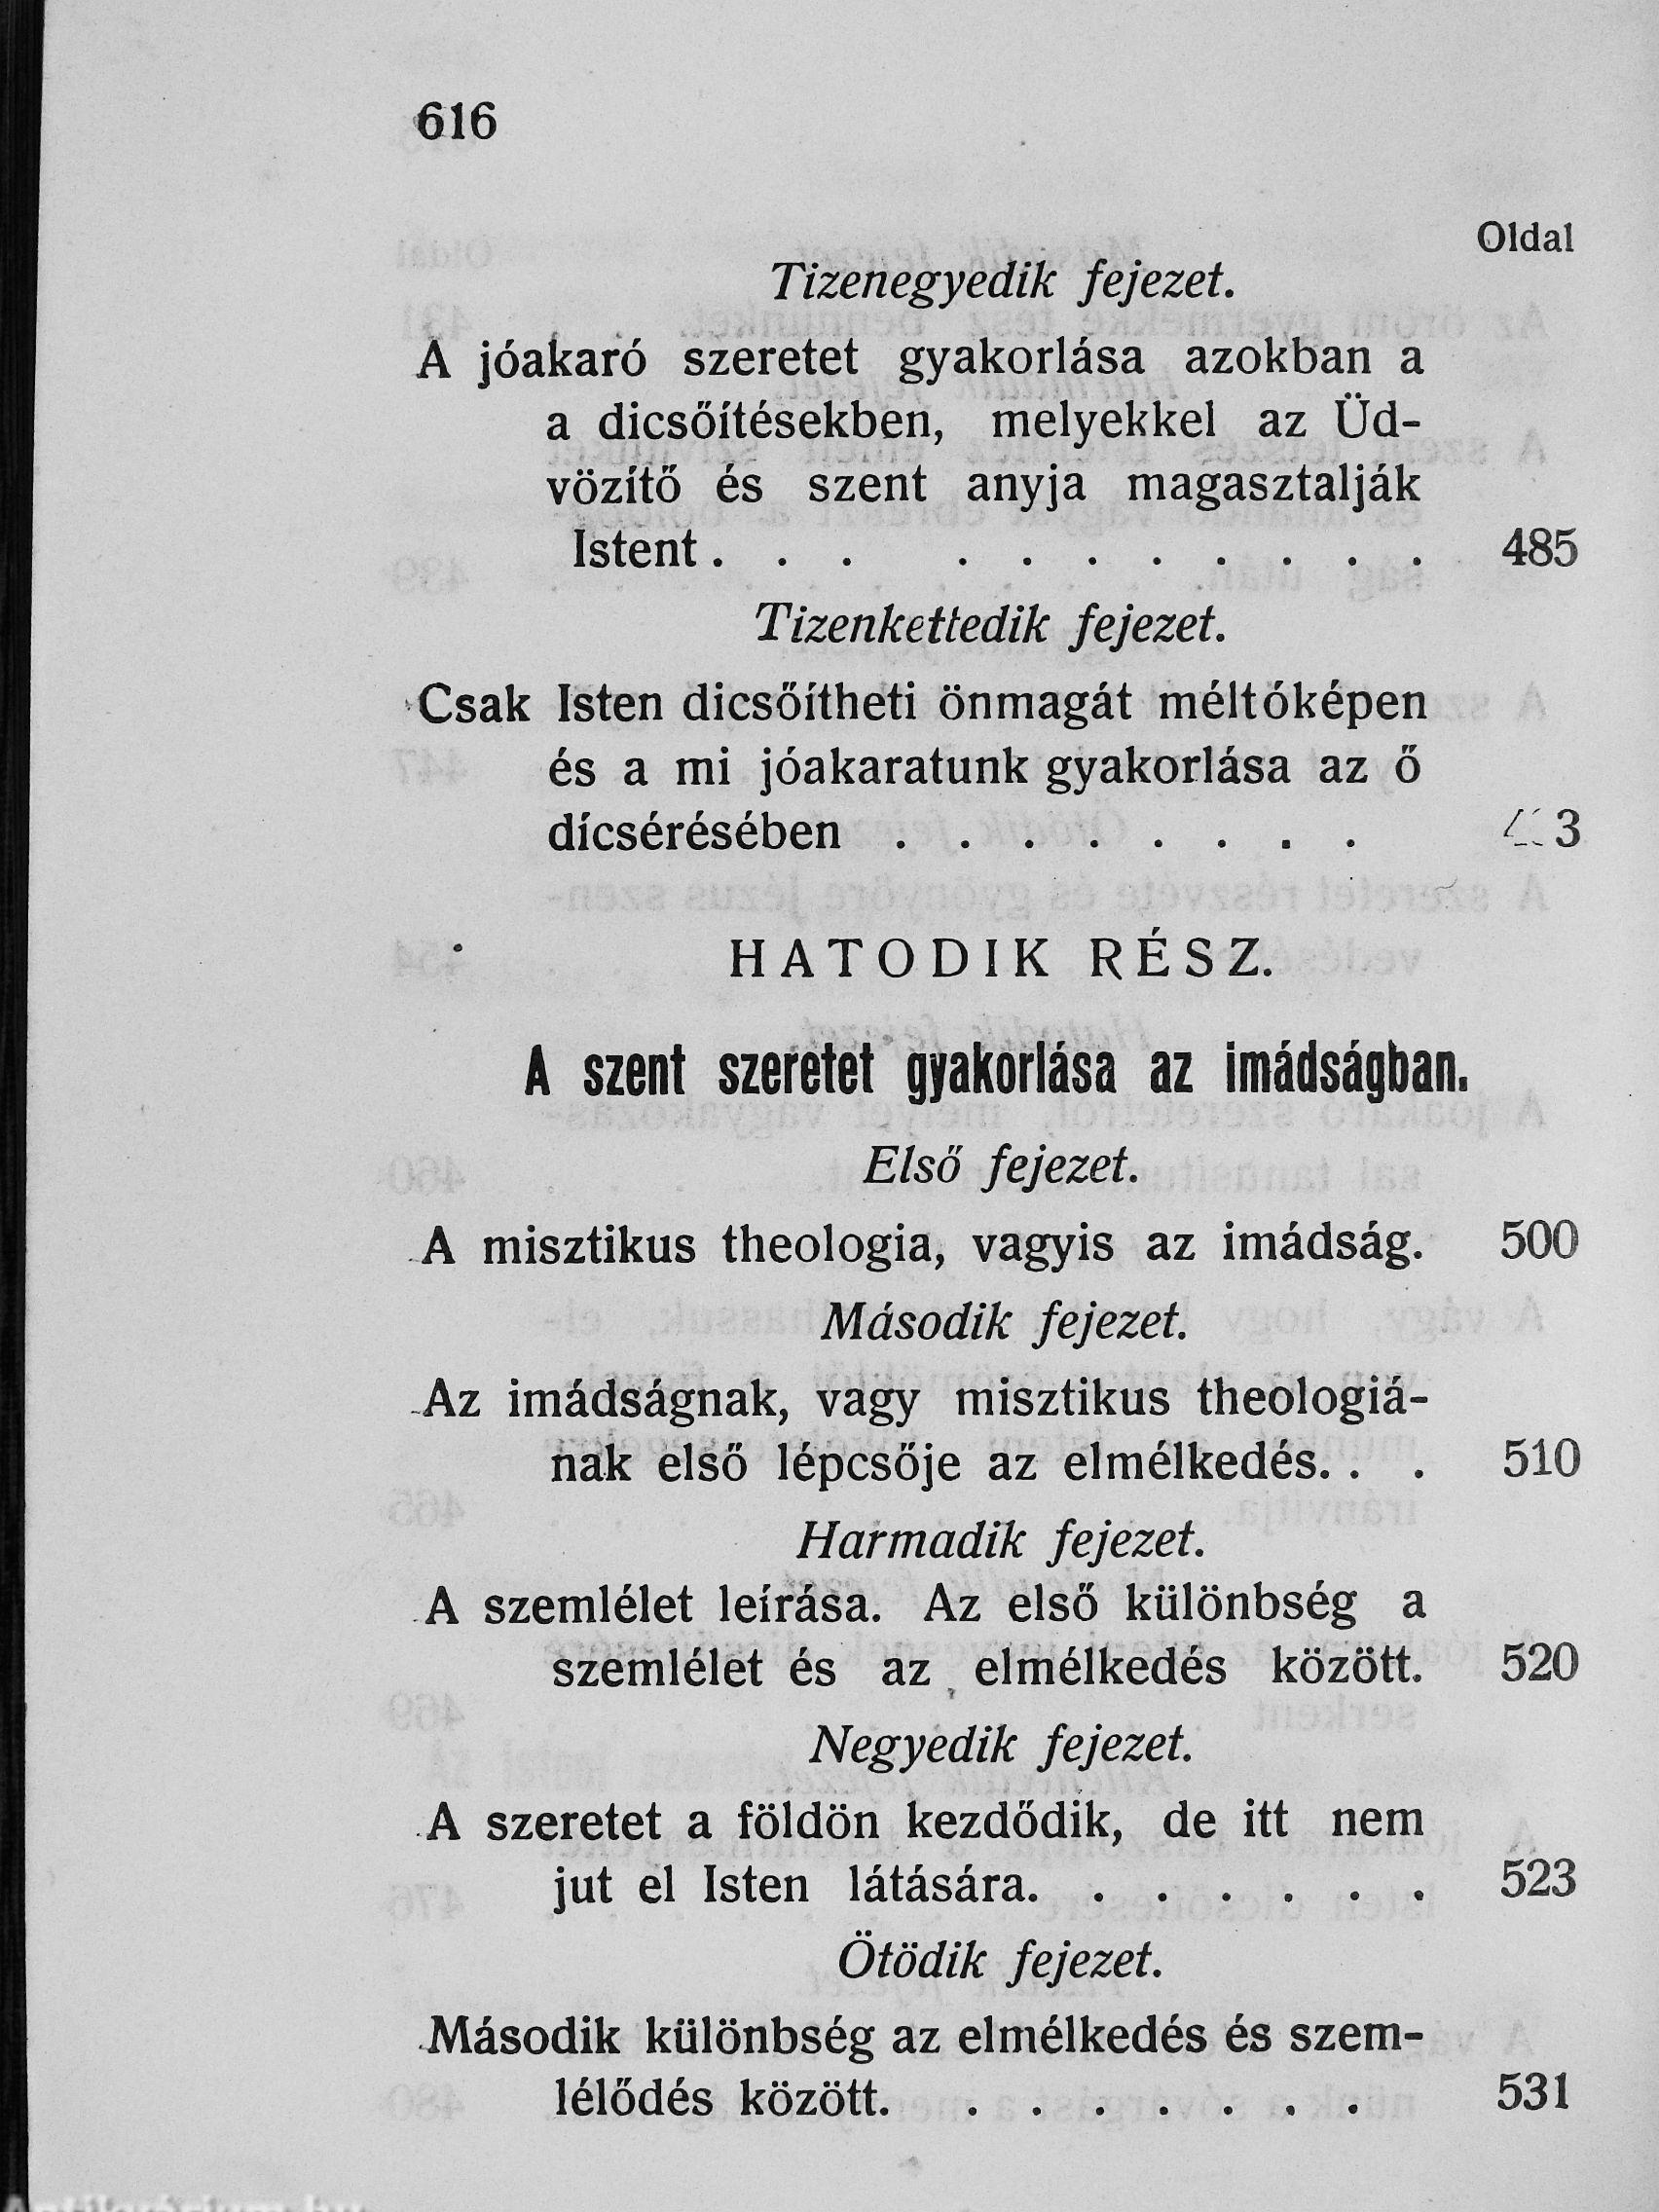 616
Oldal
Tizenegyedik fejezet.
A jóakaró szeretet gyakorlása azokban a
a dicsőítésekben, melyekkel az Üd-
vözítő és szent anyja magasztalják
Istent. . . . . . . . . . . 485
Tizenkettedik fejezet.
Csak Isten dicsőítheti önmagát méltóképen
és a mi jóakaratunk gyakorlása az ő
dícsérésében . . . . . . . .
HATODIK RÉSZ.
A szent szeretet gyakorlása az imádságban.
Első fejezet.
A misztikus theologia, vagyis az imádság. 500
Második fejezet.
Az imádságnak, vagy misztikus theologiá-
nak első lépcsője az elmélkedés. . . 510
Harmadik fejezet.
A szemlélet leírása. Az első különbség a
szemlélet és az elmélkedés között. 520
Negyedik fejezet.
A szeretet a földön kezdődik, de itt nem
jut el Isten látására. . . . . . . 523
Ötödik fejezet.
Második különbség az elmélkedés és szem-
lélődés között. . . . . . . . 531